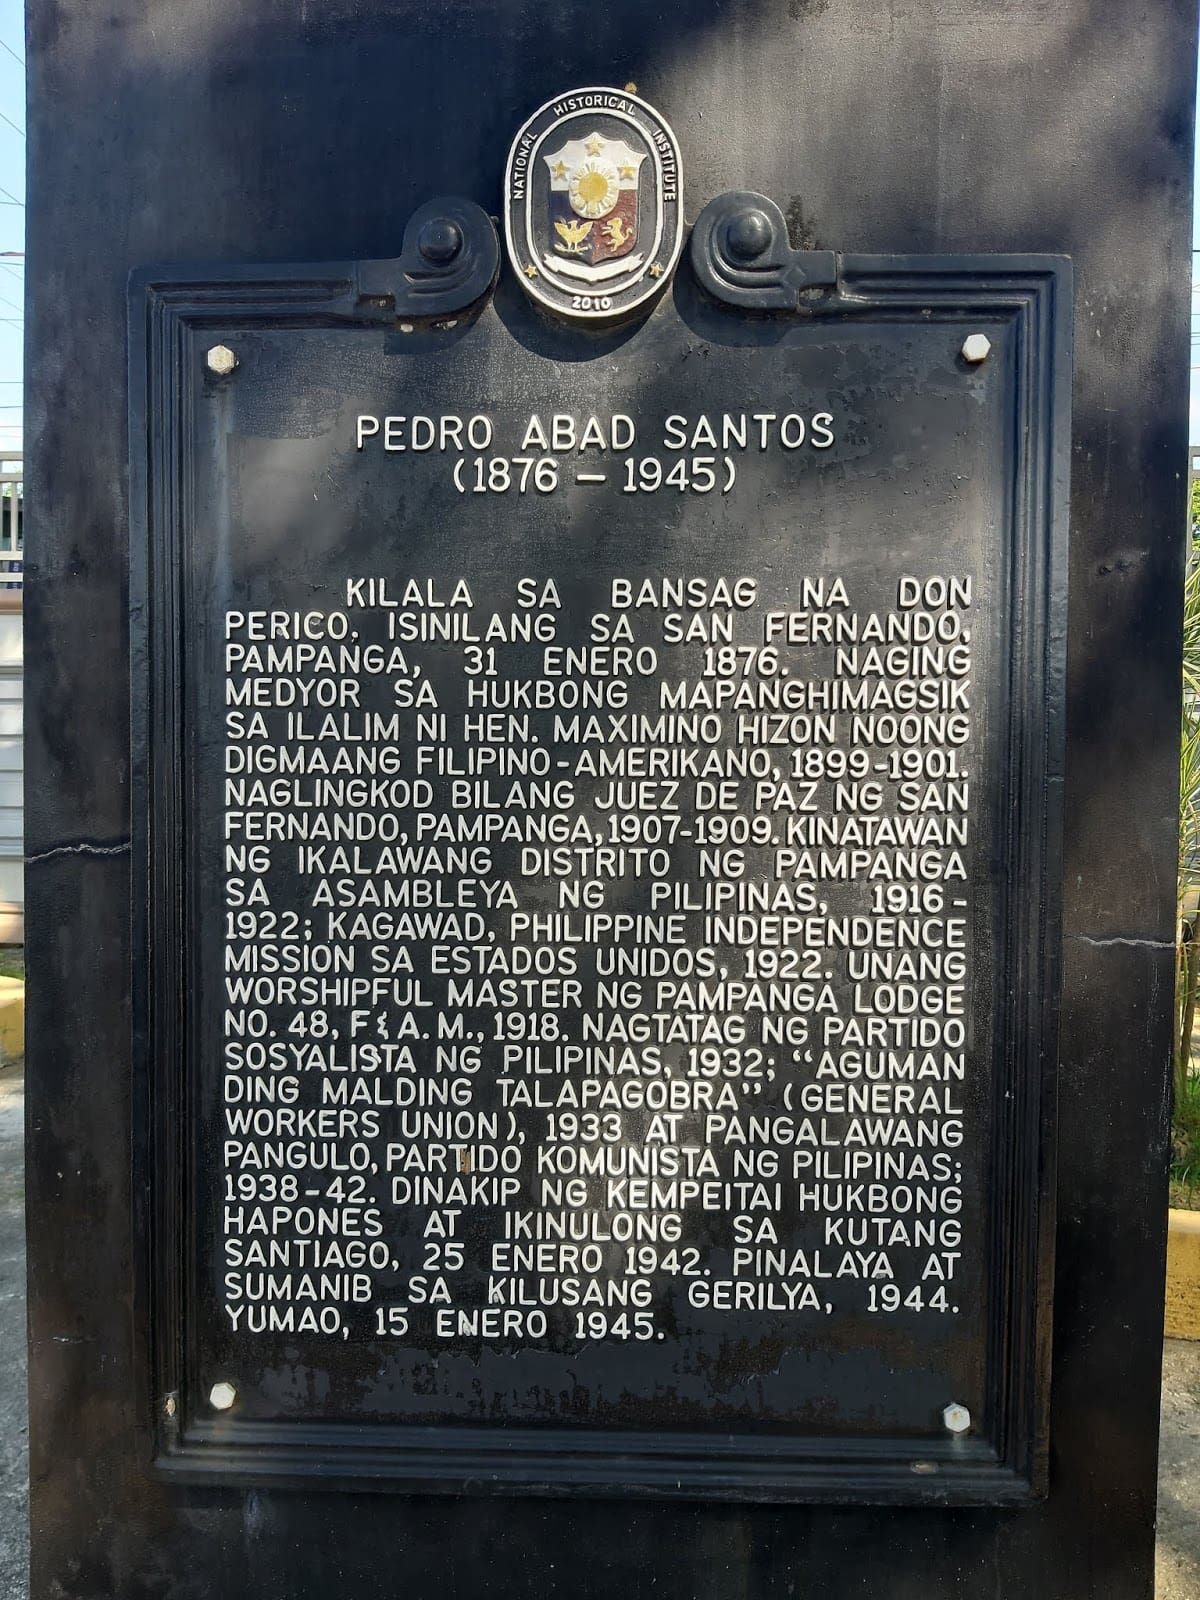 NATIONAL HISTORICAL INSTITUTE
2010
PEDRO ABAD SANTOS
(1876 – 1945)
KILALA SA BANSAG NA DON
PERICO. ISINILANG SA SAN FERNANDO,
PAMPANGA, 31 ENERO 1876. NAGING
MEDYOR SA HUKBONG MAPANGHIMAGSIK
SA ILALIM NI HEN. MAXIMINO HIZON NOONG
DIGMAANG FILIPINO-AMERIKANO, 1899-1901.
NAGLINGKOD BILANG JUEZ DE PAZ NG SAN
FERNANDO, PAMPANGA, 1907-1909. KINATAWAN
NG IKALAWANG DISTRITO NG PAMPANGA
SA ASAMBLEYA NG PILIPINAS, 1916-
1922; KAGAWAD, PHILIPPINE INDEPENDENCE
MISSION SA ESTADOS UNIDOS, 1922. UNANG
WORSHIPFUL MASTER NG PAMPANGA LODGE
NO. 48, F & A.M., 1918. NAGTATAG NG PARTIDO
SOSYALISTA NG PILIPINAS, 1932; “AGUMAN
DING MALDING TALAPAGOBRA” (GENERAL
WORKERS UNION), 1933 AT PANGALAWANG
PANGULO, PARTIDO KOMUNISTA NG PILIPINAS;
1938-42. DINAKIP NG KEMPEITAI HUKBONG
HAPONES AT IKINULONG SA KUTANG
SANTIAGO, 25 ENERO 1942. PINALAYA AT
SUMANIB SA KILUSANG GERILYA, 1944.
YUMAO, 15 ENERO 1945.